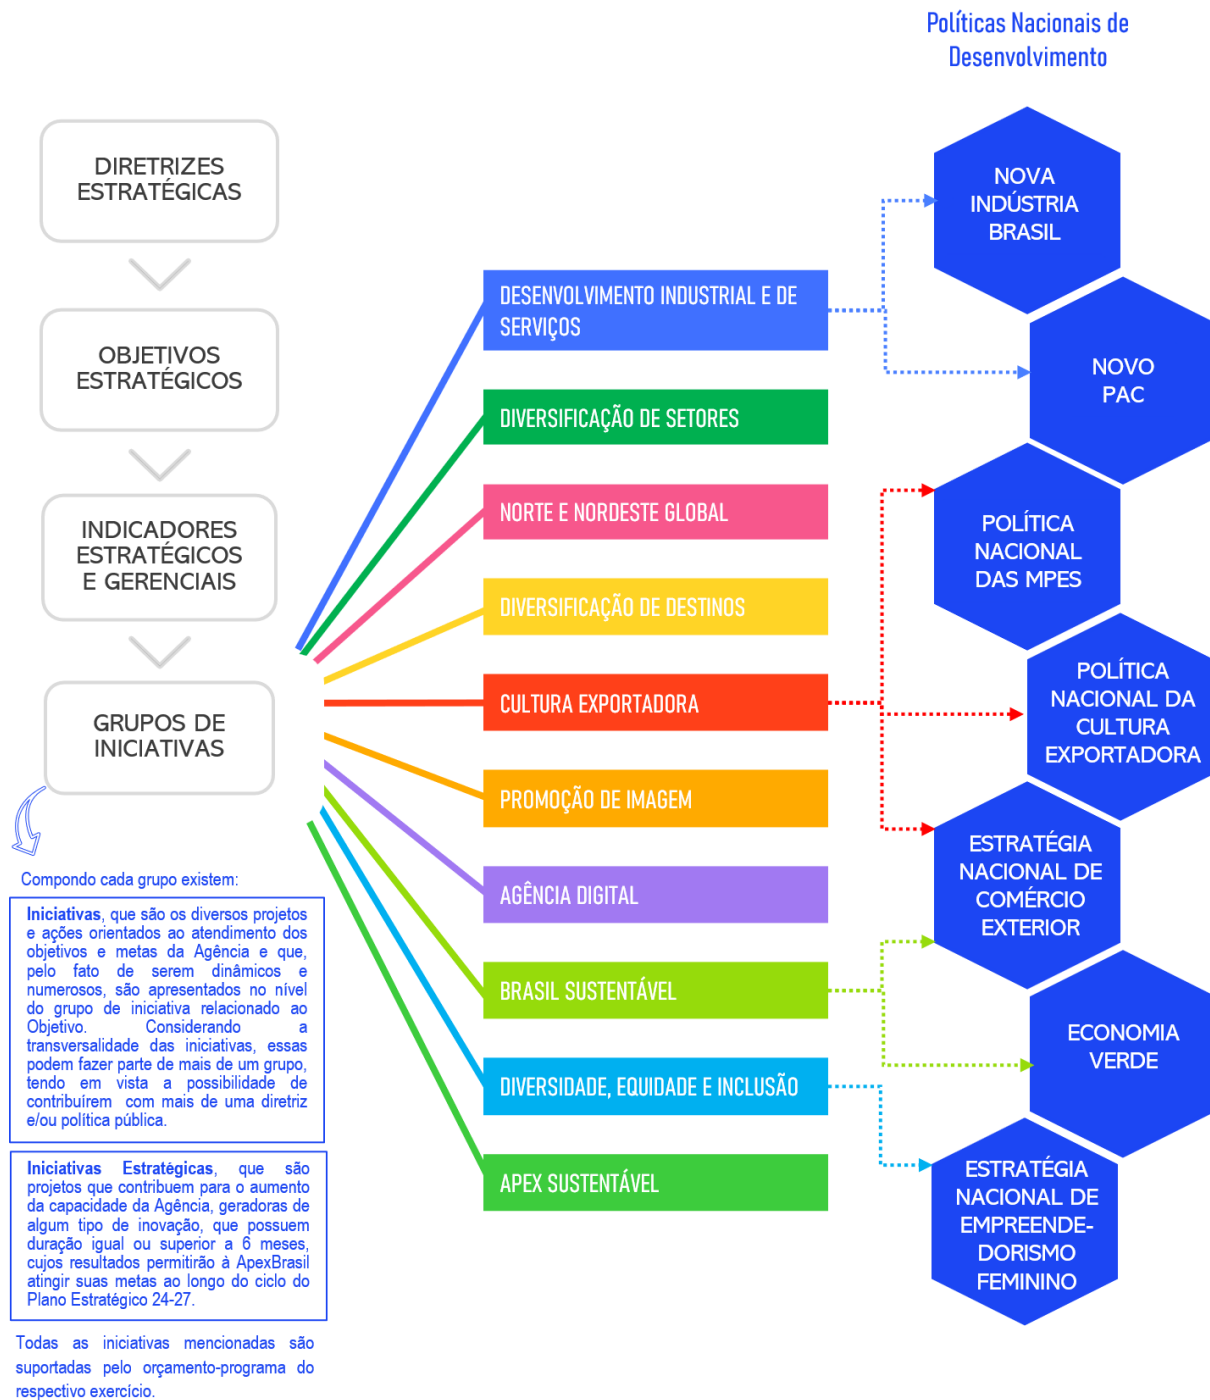 Políticas Nacionais de
Desenvolvimento
DIRETRIZES
ESTRATÉGICAS
OBJETIVOS
ESTRATÉGICOS
INDICADORES
ESTRATÉGICOS
E GERENCIAIS
GRUPOS DE
INICIATIVAS
Compondo cada grupo existem:
Iniciativas, que são os diversos projetos
e ações orientados ao atendimento dos
objetivos e metas da Agência e que,
pelo fato de serem dinâmicos e
numerosos, são apresentados no nível
do grupo de iniciativa relacionado ao
Objetivo. Considerando a
transversalidade das iniciativas, essas
podem fazer parte de mais de um grupo,
tendo em vista a possibilidade de
contribuírem com mais de uma diretriz
e/ou política pública.
Iniciativas Estratégicas, que são
projetos que contribuem para o aumento
da capacidade da Agência, geradoras de
algum tipo de inovação, que possuem
duração igual ou superior a 6 meses,
cujos resultados permitirão à ApexBrasil
atingir suas metas ao longo do ciclo do
Plano Estratégico 24-27.
Todas as iniciativas mencionadas são
suportadas pelo orçamento-programa do
respectivo exercício.
DESENVOLVIMENTO INDUSTRIAL E DE
SERVIÇOS
DIVERSIFICAÇÃO DE SETORES
NORTE E NORDESTE GLOBAL
DIVERSIFICAÇÃO DE DESTINOS
CULTURA EXPORTADORA
PROMOÇÃO DE IMAGEM
AGÊNCIA DIGITAL
BRASIL SUSTENTÁVEL
DIVERSIDADE, EQUIDADE E INCLUSÃO
APEX SUSTENTÁVEL
NOVA
INDÚSTRIA
BRASIL
NOVO
PAC
POLÍTICA
NACIONAL
DAS MPES
POLÍTICA
NACIONAL DA
CULTURA
EXPORTADORA
ESTRATÉGIA
NACIONAL DE
COMÉRCIO
EXTERIOR
ECONOMIA
VERDE
ESTRATÉGIA
NACIONAL DE
EMPREENDE-
DORISMO
FEMININO